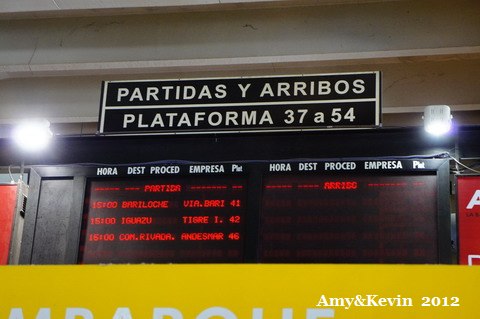 PARTIDAS Y ARRIBOS
PLATAFORMA 37 a 54
HORA DEST PROCED EMPRESA Plt
HORA DEST PROCED EMPRESA Plt
----- ---- PARTIDA ------- --
----- ---- ARRIBO ------- --
15:00 BARILOCHE VIA.BARI 41
15:00 IGUAZU TIGRE I. 42
15:00 COM.RIVADA. ANDESMAR 46
MBARQUE
Amy&Kevin 2012